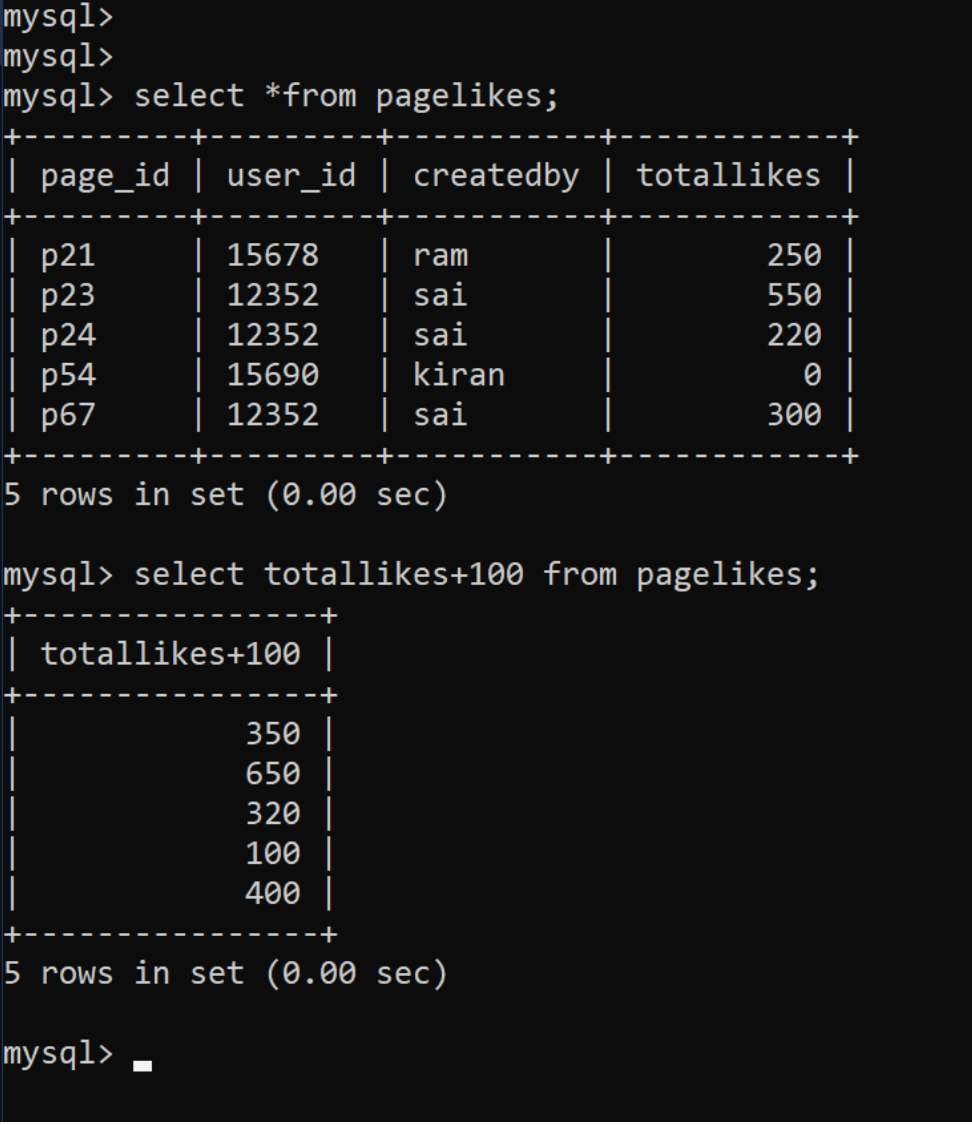 mysql>
mysql>
mysql> select *from pagelikes;
+---------+---------+-----------+------------+
| page_id | user_id | createdby | totallikes |
+---------+---------+-----------+------------+
| p21     | 15678   | ram       |        250 |
| p23     | 12352   | sai       |        550 |
| p24     | 12352   | sai       |        220 |
| p54     | 15690   | kiran     |          0 |
| p67     | 12352   | sai       |        300 |
+---------+---------+-----------+------------+
5 rows in set (0.00 sec)

mysql> select totallikes+100 from pagelikes;
+----------------+
| totallikes+100 |
+----------------+
|            350 |
|            650 |
|            320 |
|            100 |
|            400 |
+----------------+
5 rows in set (0.00 sec)

mysql>